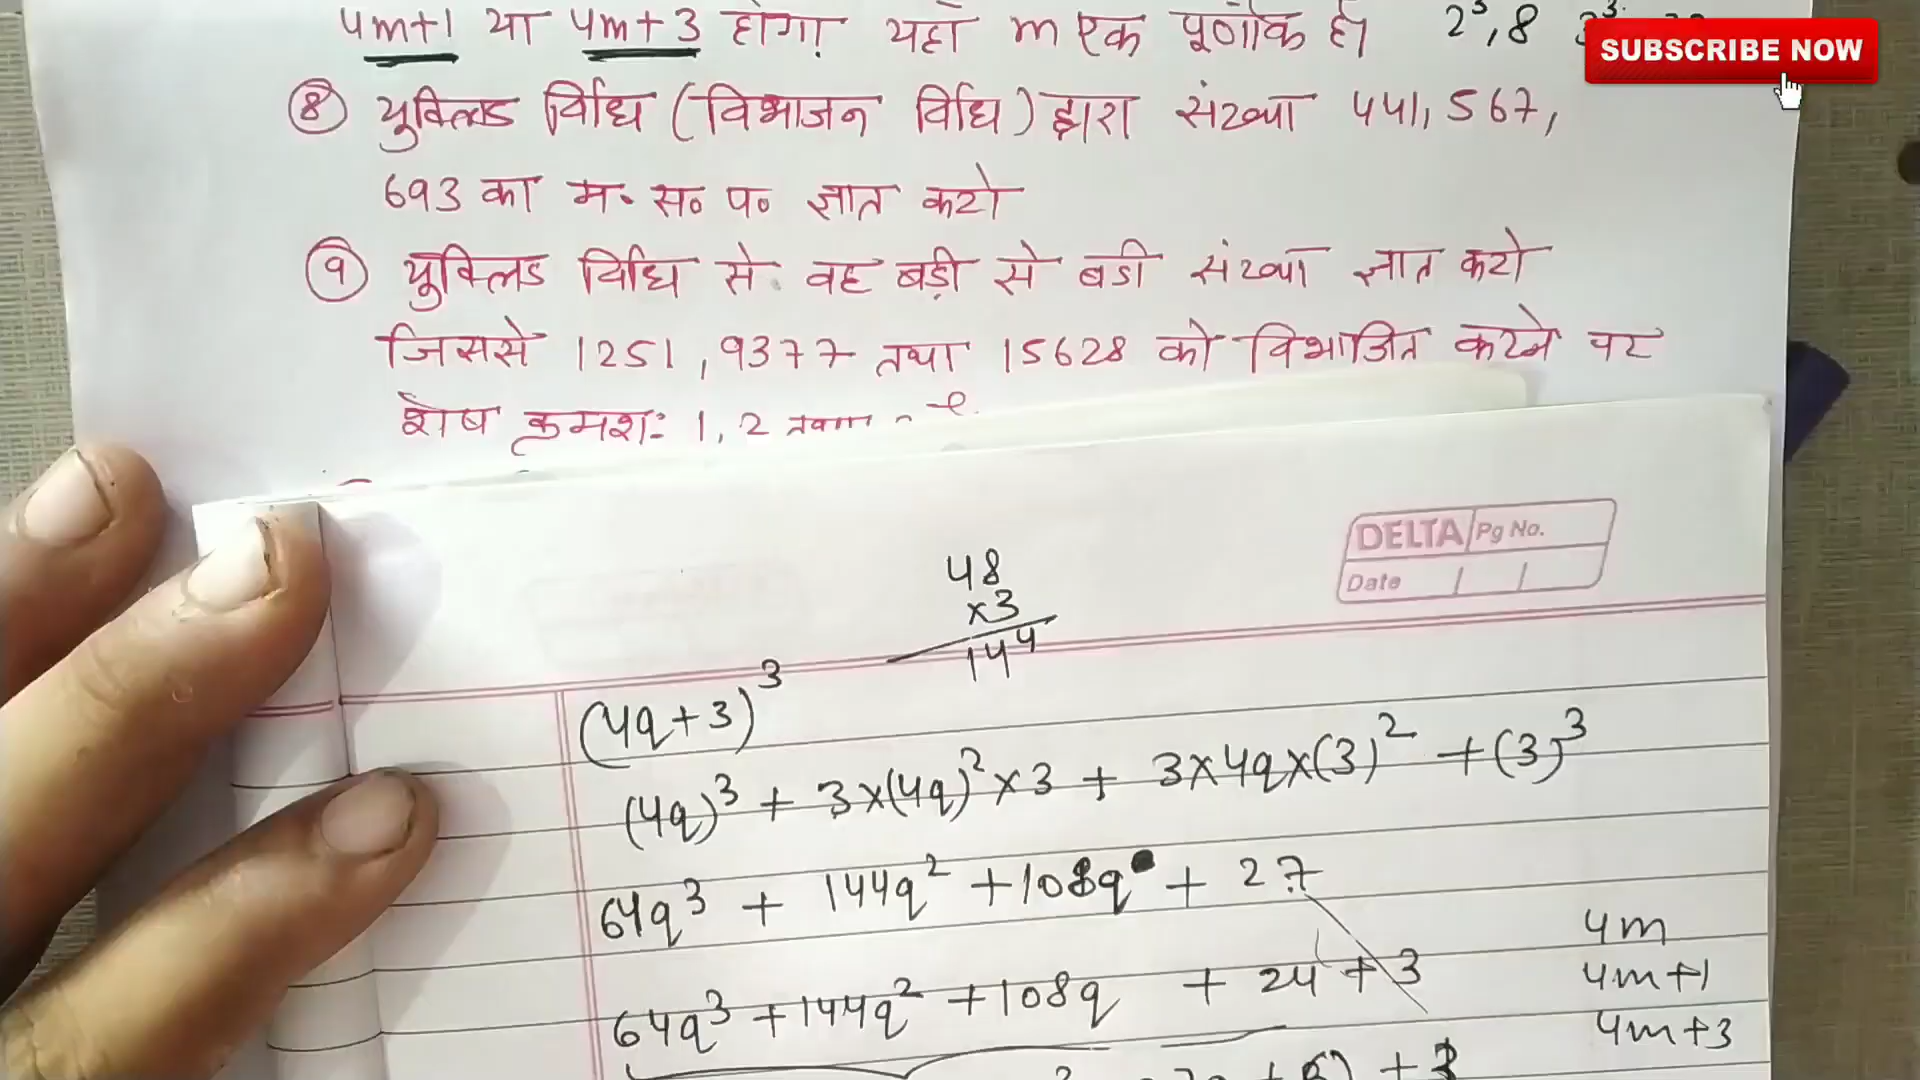 4m+1 या 4m+3 होगा यहाँ m एक पूर्णांक है। 2³, 8
SUBSCRIBE NOW
⑧ युक्लिड विधि (विभाजन विधि) द्वारा संख्या 441, 567,
693 का म. स० प० ज्ञात करो
⑨ युक्लिड विधि से वह बड़ी से बडी संख्या ज्ञात करो
जिससे 1251, 9377 तथा 15628 को विभाजित करने पर
शेष क्रमश: 1, 2
DELTA Pg No.
Date / /
48
×3
144
(4q+3)³
(4q)³ + 3×(4q)²×3 + 3×4q×(3)² + (3)³
64q³ + 144q² + 108q + 27
4m
64q³ + 144q² + 108q + 24 + 3
4m+1
4m+3